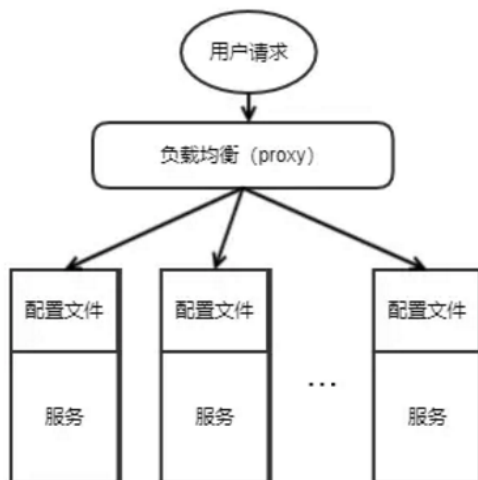 用户请求
负载均衡（proxy）
配置文件
配置文件
配置文件
服务
服务
...
服务